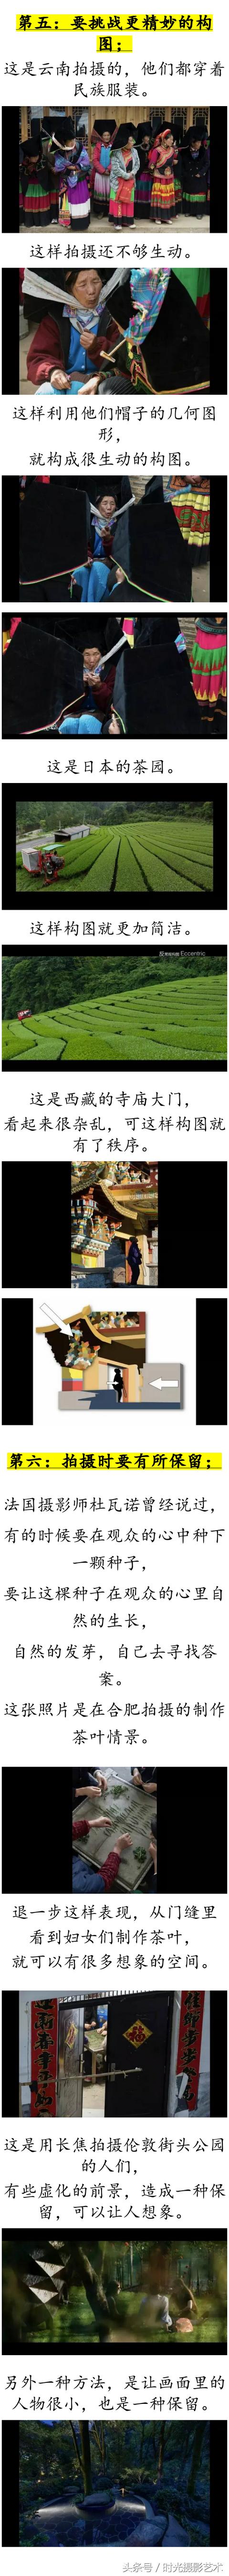 第五：要挑战更精妙的构
图；
这是云南拍摄的，他们都穿着
民族服装。
这样拍摄还不够生动。
这样利用他们帽子的几何图
形，
就构成很生动的构图。
这是日本的茶园。
这样构图就更加简洁。
Eccentric
这是西藏的寺庙大门，
看起来很杂乱，可这样构图就
有了秩序。
第六：拍摄时要有所保留；
法国摄影师杜瓦诺曾经说过，
有的时候要在观众的心中种下
一颗种子，
要让这棵种子在观众的心里自
然的生长，
自然的发芽，自己去寻找答
案。
这张照片是在合肥拍摄的制作
茶叶情景。
退一步这样表现，从门缝里
看到妇女们制作茶叶，
就可以有很多想象的空间。
福
这是用长焦拍摄伦敦街头公园
的人们，
有些虚化的前景，造成一种保
留，可以让人想象。
另外一种方法，是让画面里的
人物很小，也是一种保留。
头条号 / 时光摄影艺术